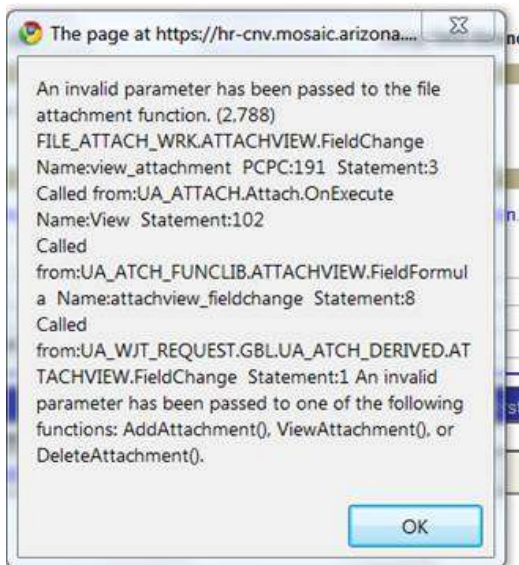 The page at https://hr-cnv.mosaic.arizona....
An invalid parameter has been passed to the file
attachment function. (2.788)
FILE_ATTACH_WRK.ATTACHVIEW.FieldChange
Name:view_attachment PCPC:191 Statement:3
Called from:UA_ATTACH.Attach.OnExecute
Name:View Statement:102
Called
from:UA_ATCH_FUNCLIB.ATTACHVIEW.FieldFormul
a Name:attachview_fieldchange Statement:8
Called
from:UA_WJT_REQUEST.GBL.UA_ATCH_DERIVED.AT
TACHVIEW.FieldChange Statement:1 An invalid
parameter has been passed to one of the following
functions: AddAttachment(), ViewAttachment(), or
DeleteAttachment().
OK